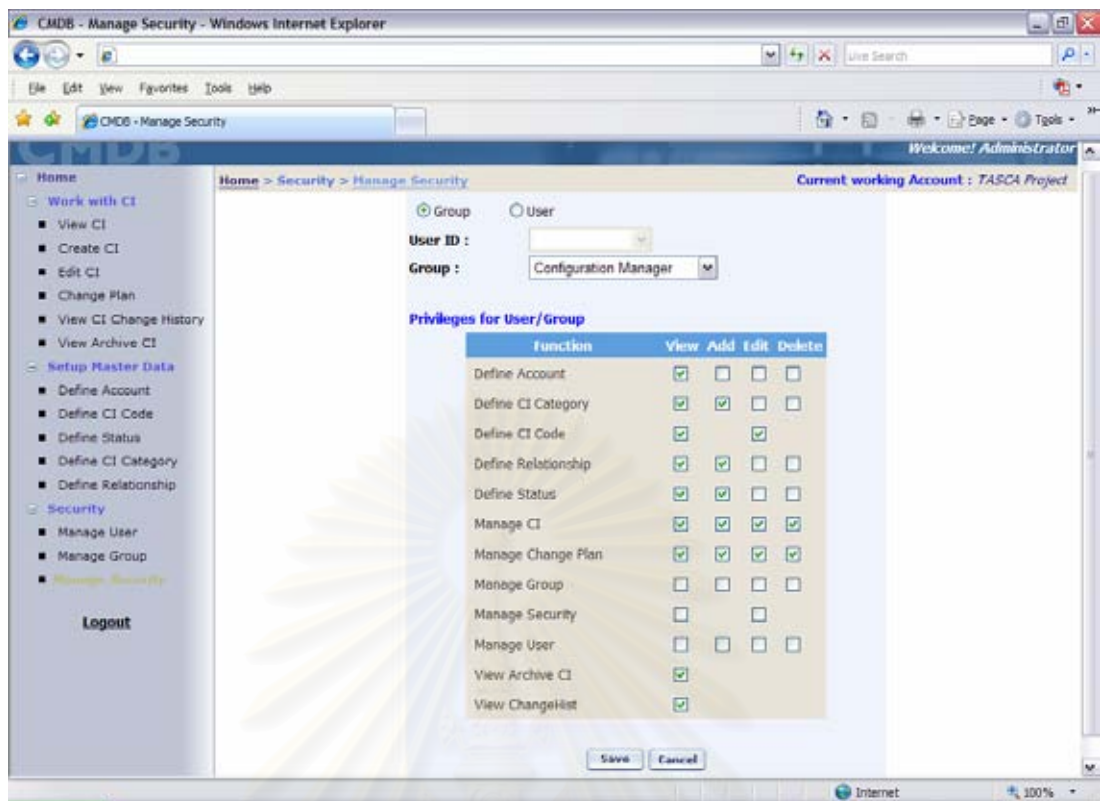 CMDB - Manage Security - Windows Internet Explorer
Live Search
File Edit View Favorites Tools Help
CMDB - Manage Security
Page Tools
CMDB
Welcome! Administrator
Home
Home > Security > Manage Security
Current working Account : TASCA Project
Work with CI
View CI
Create CI
Edit CI
Change Plan
View CI Change History
View Archive CI
Setup Master Data
Define Account
Define CI Code
Define Status
Define CI Category
Define Relationship
Security
Manage User
Manage Group
Manage Security
Logout
Group User
User ID :
Group : Configuration Manager
Privileges for User/Group
Function View Add Edit Delete
Define Account
Define CI Category
Define CI Code
Define Relationship
Define Status
Manage CI
Manage Change Plan
Manage Group
Manage Security
Manage User
View Archive CI
View ChangeHist
Save Cancel
Internet 100%